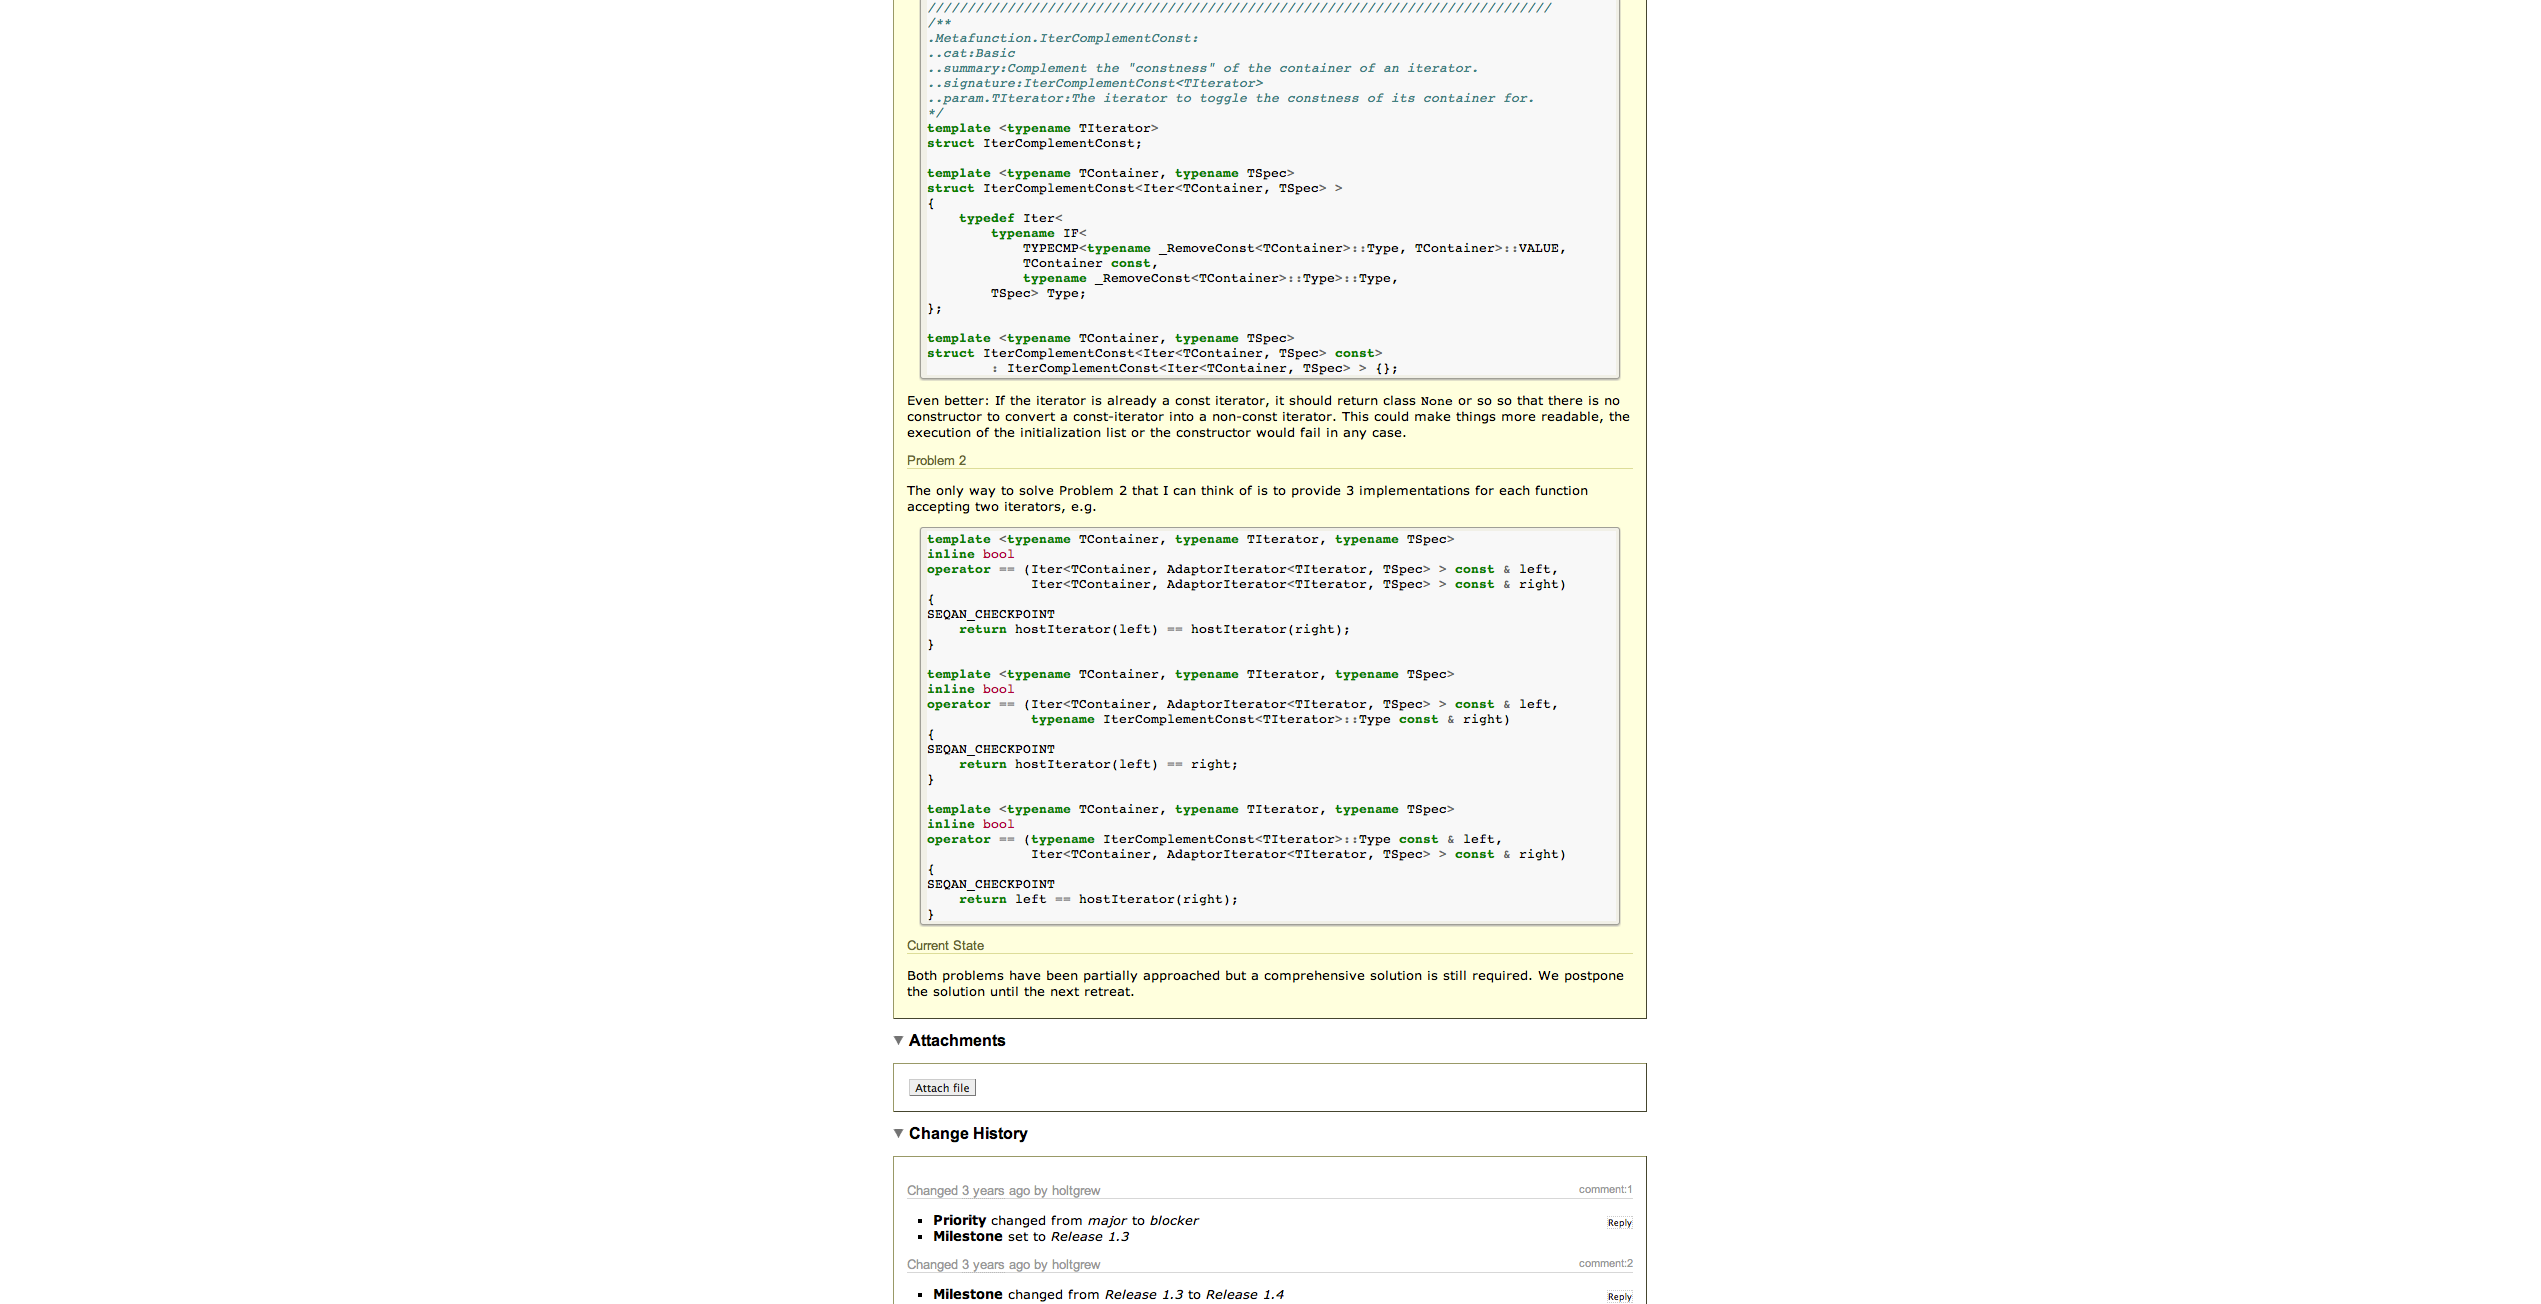 //////////////////////////////////////////////////////////////////////////////
/**
.Metafunction.IterComplementConst:
..cat:Basic
..summary:Complement the "constness" of the container of an iterator.
..signature:IterComplementConst<TIterator>
..param.TIterator:The iterator to toggle the constness of its container for.
*/
template <typename TIterator>
struct IterComplementConst;
template <typename TContainer, typename TSpec>
struct IterComplementConst<Iter<TContainer, TSpec> >
{
typedef Iter<
typename IF<
TYPECMP<typename _RemoveConst<TContainer>::Type, TContainer>::VALUE,
TContainer const,
typename _RemoveConst<TContainer>::Type>::Type,
TSpec> Type;
};
template <typename TContainer, typename TSpec>
struct IterComplementConst<Iter<TContainer, TSpec> const>
: IterComplementConst<Iter<TContainer, TSpec> > {};
Even better: If the iterator is already a const iterator, it should return class None or so so that there is no
constructor to convert a const-iterator into a non-const iterator. This could make things more readable, the
execution of the initialization list or the constructor would fail in any case.
Problem 2
The only way to solve Problem 2 that I can think of is to provide 3 implementations for each function
accepting two iterators, e.g.
template <typename TContainer, typename TIterator, typename TSpec>
inline bool
operator == (Iter<TContainer, AdaptorIterator<TIterator, TSpec> > const & left,
Iter<TContainer, AdaptorIterator<TIterator, TSpec> > const & right)
{
SEQAN_CHECKPOINT
return hostIterator(left) == hostIterator(right);
}
template <typename TContainer, typename TIterator, typename TSpec>
inline bool
operator == (Iter<TContainer, AdaptorIterator<TIterator, TSpec> > const & left,
typename IterComplementConst<TIterator>::Type const & right)
{
SEQAN_CHECKPOINT
return hostIterator(left) == right;
}
template <typename TContainer, typename TIterator, typename TSpec>
inline bool
operator == (typename IterComplementConst<TIterator>::Type const & left,
Iter<TContainer, AdaptorIterator<TIterator, TSpec> > const & right)
{
SEQAN_CHECKPOINT
return left == hostIterator(right);
}
Current State
Both problems have been partially approached but a comprehensive solution is still required. We postpone
the solution until the next retreat.
Attachments
Attach file
Change History
Changed 3 years ago by holtgrew comment:1
Priority changed from major to blocker Reply
Milestone set to Release 1.3
Changed 3 years ago by holtgrew comment:2
Milestone changed from Release 1.3 to Release 1.4 Reply